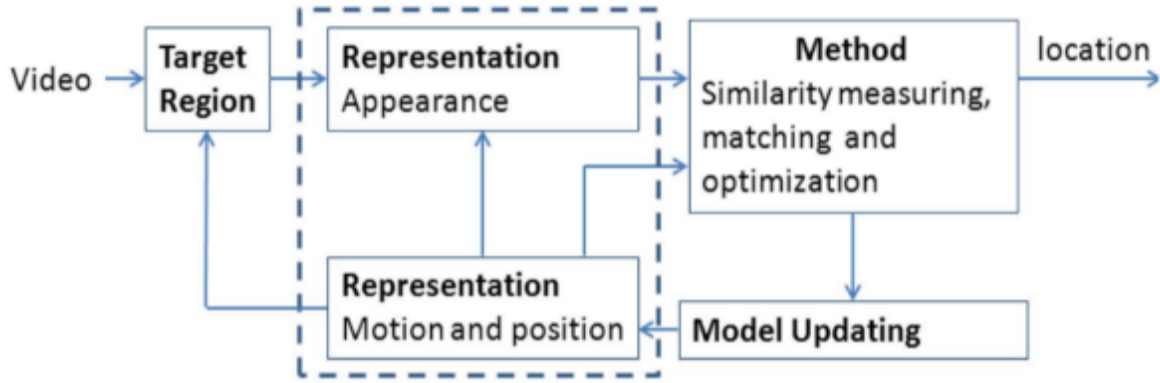 Video
Target
Region
Representation
Appearance
Method
Similarity measuring,
matching and
optimization
location
Representation
Motion and position
Model Updating